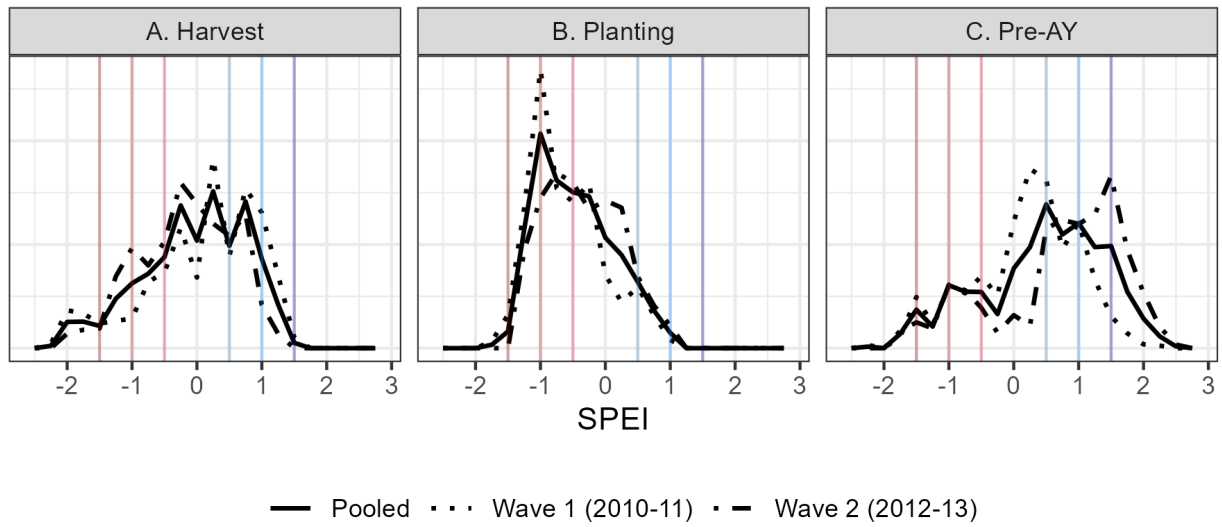 A. Harvest B. Planting C. Pre-AY
-2 -1 0 1 2 3 -2 -1 0 1 2 3 -2 -1 0 1 2 3
SPEI
Pooled Wave 1 (2010-11) Wave 2 (2012-13)